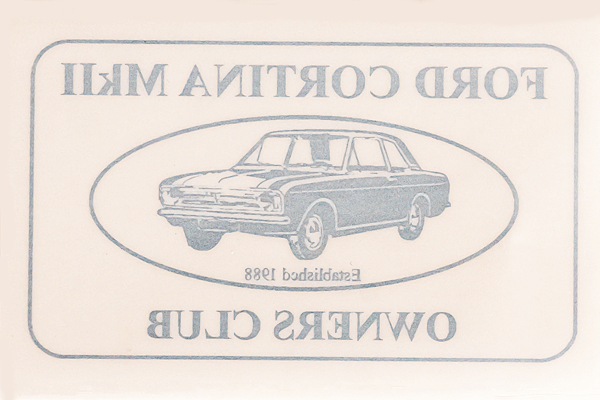 FORD CORTINA MkII
Established 1988
OWNERS CLUB